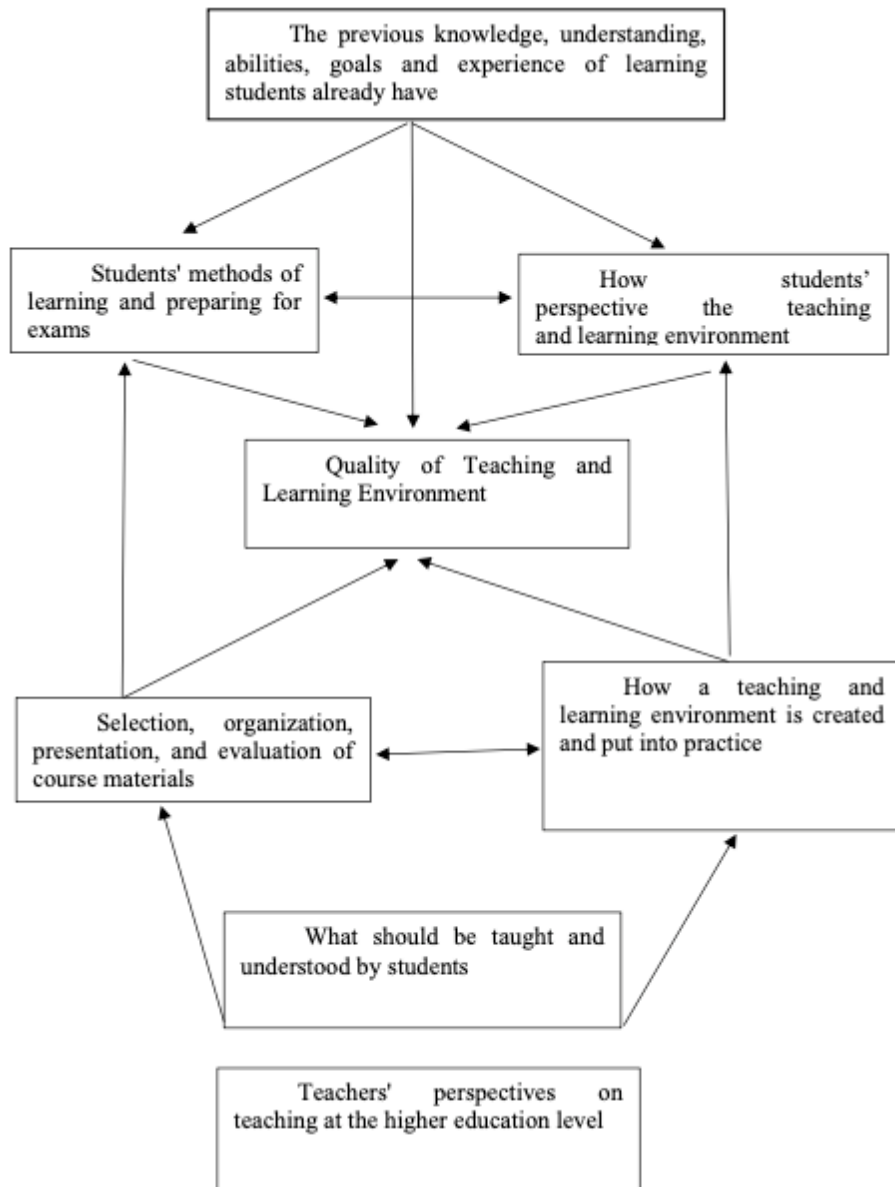 The previous knowledge, understanding,
abilities, goals and experience of learning
students already have
Students' methods of
learning and preparing for
exams
How students’
perspective the teaching
and learning environment
Quality of Teaching and
Learning Environment
Selection, organization,
presentation, and evaluation of
course materials
How a teaching and
learning environment is created
and put into practice
What should be taught and
understood by students
Teachers' perspectives on
teaching at the higher education level